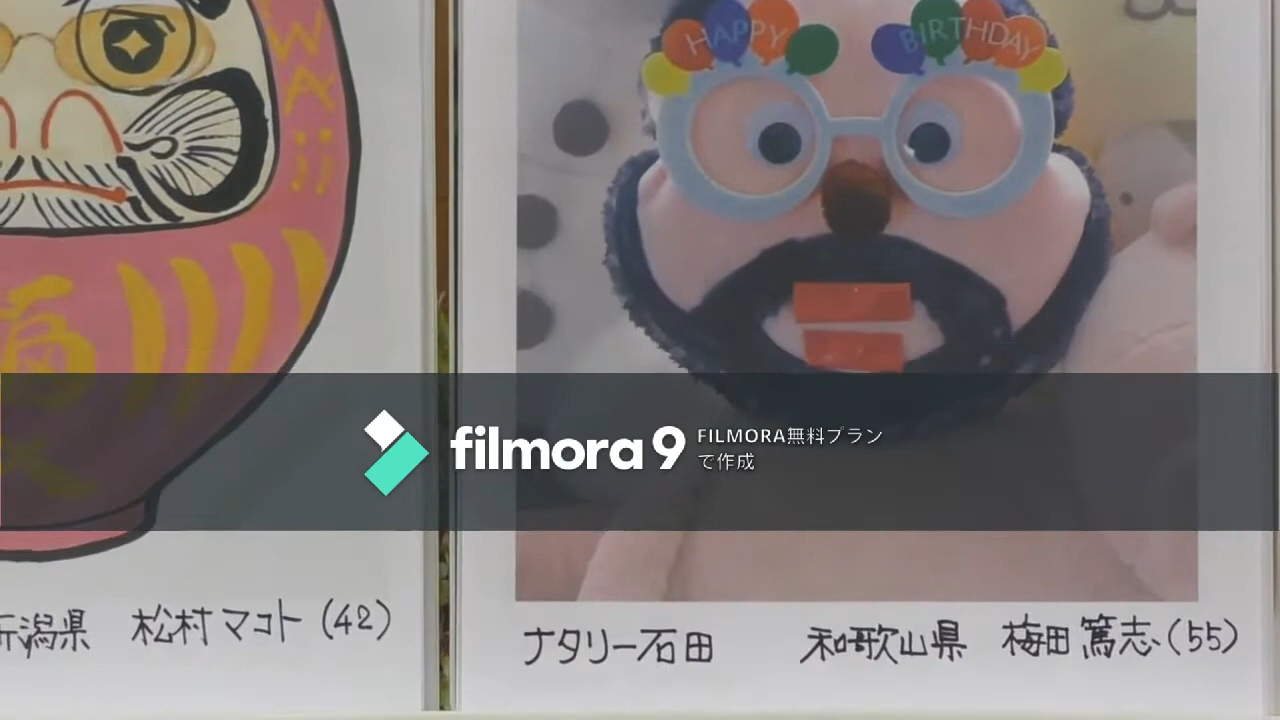 WAiii
HAPPY BIRTHDAY
filmora 9
FILMORA無料プラン
で作成
新潟県 松村マコト(42)
ナタリー石田 和歌山県 梅田篤志(55)